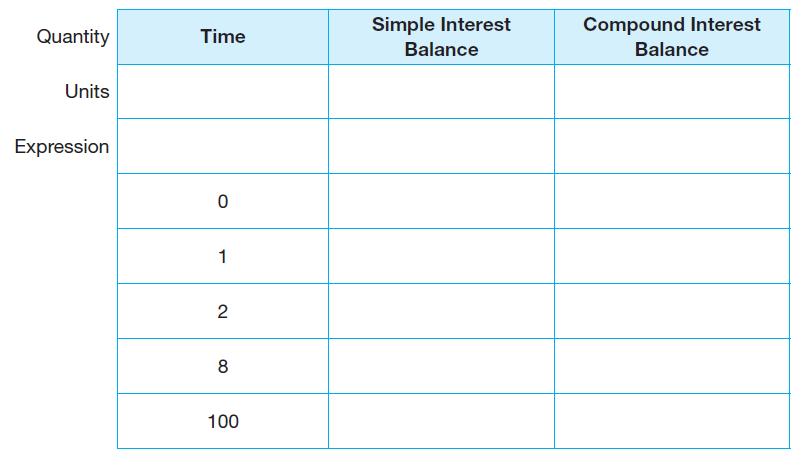 Quantity Time Simple Interest Balance Compound Interest Balance
Units
Expression
0
1
2
8
100